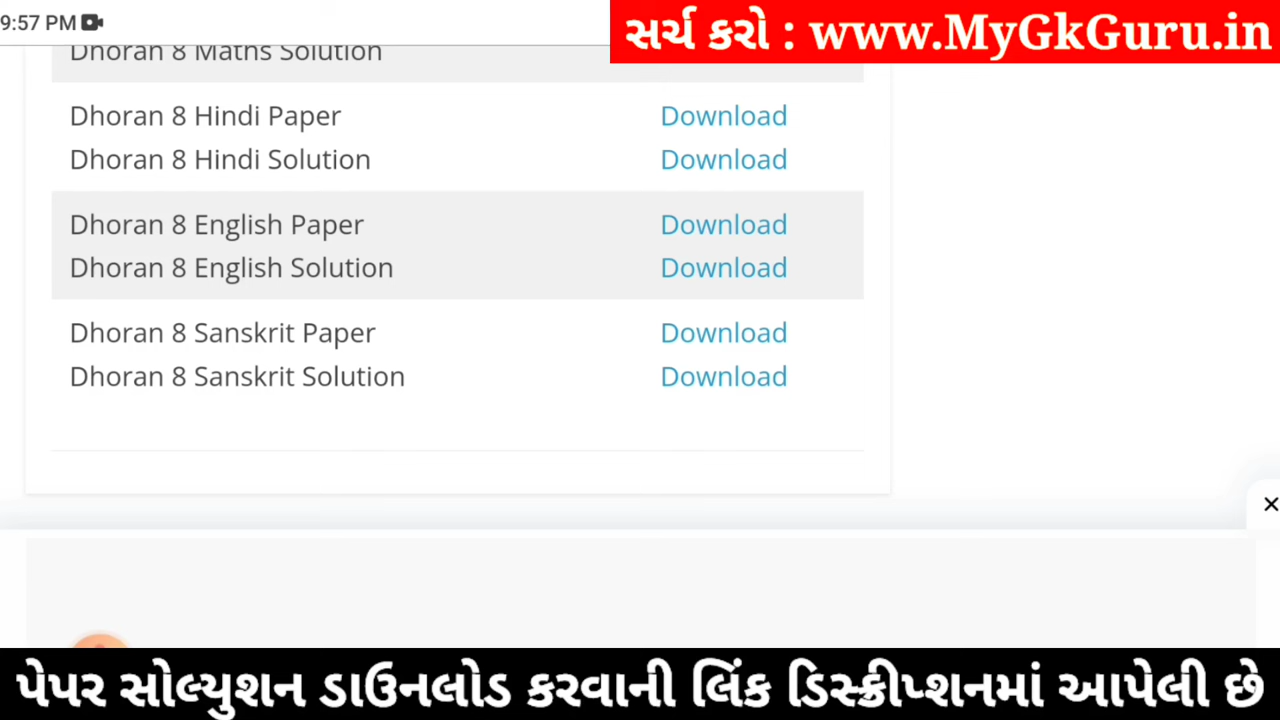 9:57 PM
સર્ચ કરો : www.MyGkGuru.in
Dhoran 8 Maths Solution
Dhoran 8 Hindi Paper Download
Dhoran 8 Hindi Solution Download
Dhoran 8 English Paper Download
Dhoran 8 English Solution Download
Dhoran 8 Sanskrit Paper Download
Dhoran 8 Sanskrit Solution Download
પેપર સોલ્યુશન ડાઉનલોડ કરવાની લિંક ડિસ્ક્રીપ્શનમાં આપેલી છે